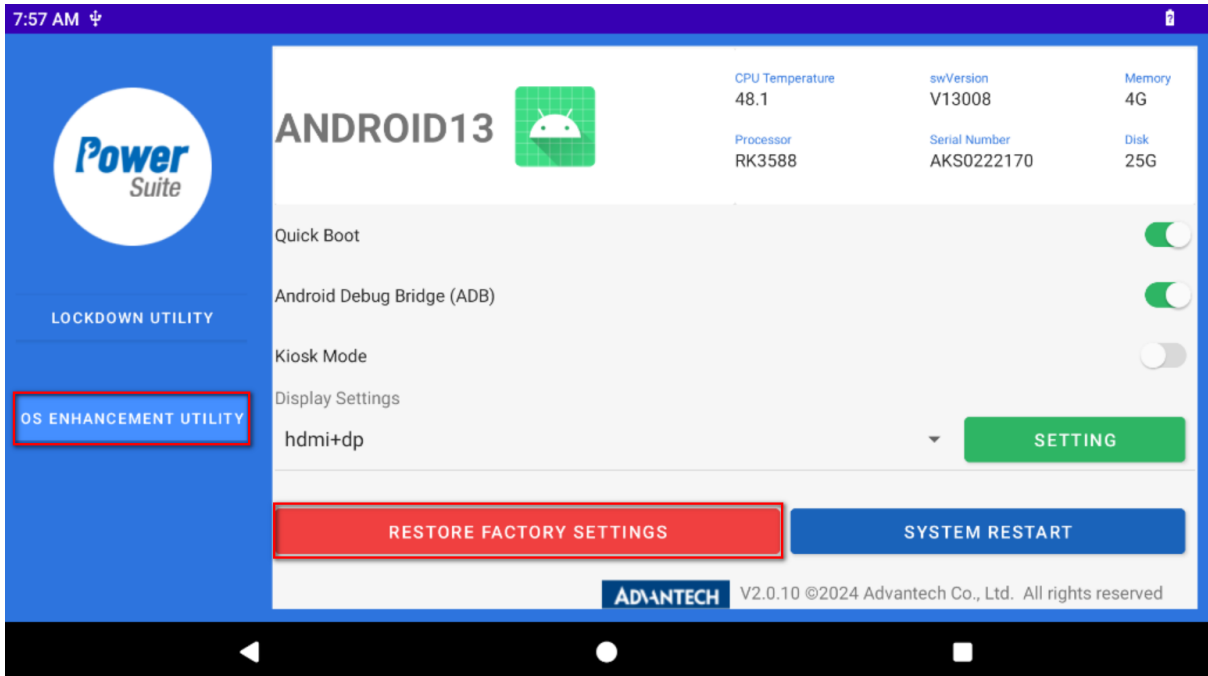 7:57 AM
Power
Suite
LOCKDOWN UTILITY
OS ENHANCEMENT UTILITY
ANDROID13
CPU Temperature
48.1
swVersion
V13008
Memory
4G
Processor
RK3588
Serial Number
AKS0222170
Disk
25G
Quick Boot
Android Debug Bridge (ADB)
Kiosk Mode
Display Settings
hdmi+dp
SETTING
RESTORE FACTORY SETTINGS
SYSTEM RESTART
ADVANTECH V2.0.10 ©2024 Advantech Co., Ltd. All rights reserved